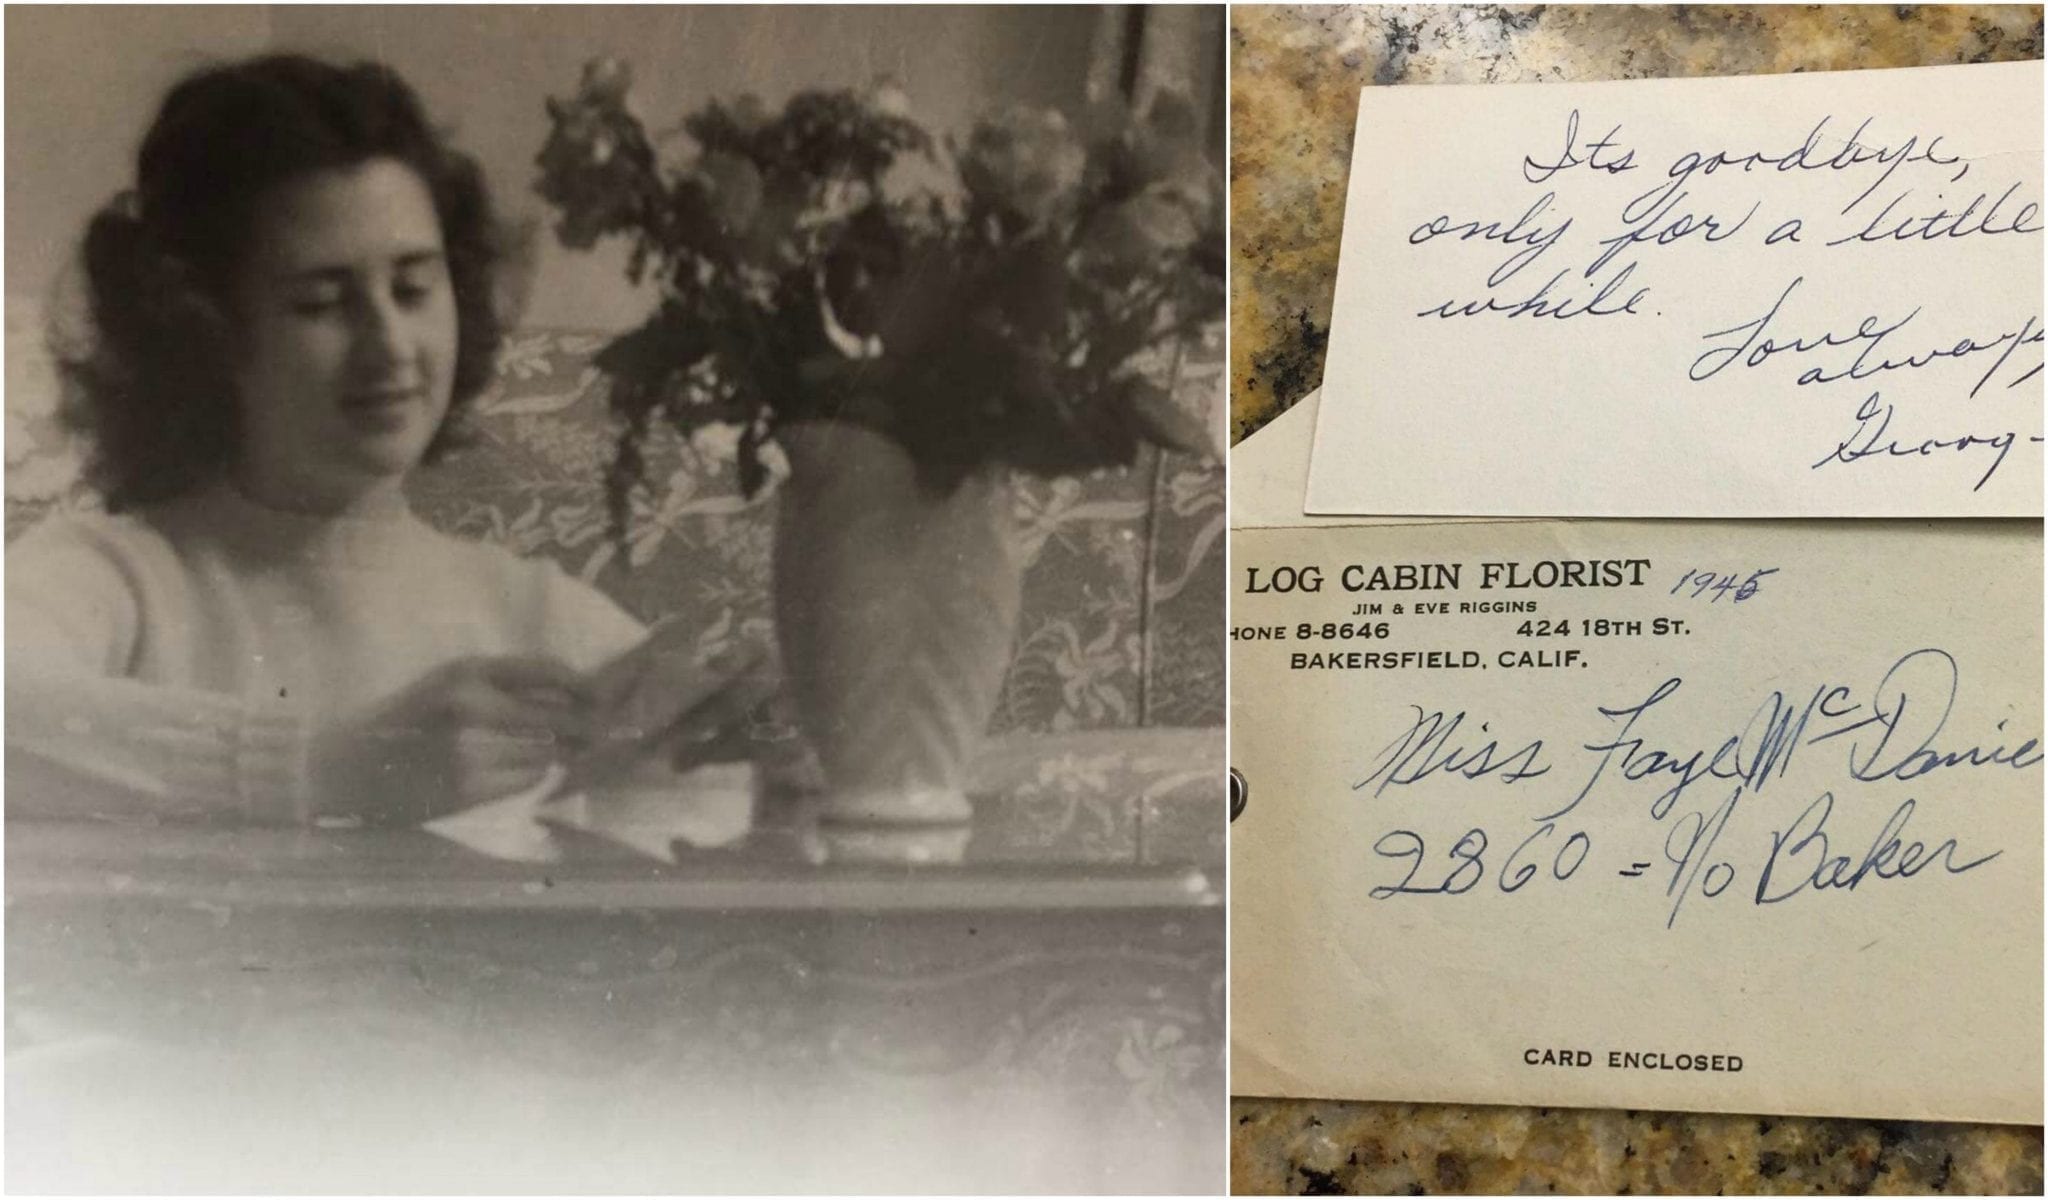 Its goodbye,
only for a little
while.
Love
always,
LOG CABIN FLORIST 1945
JIM & EVE RIGGINS
HONE 8-8646 424 18TH ST.
BAKERSFIELD, CALIF.
Miss Faye McDanie
2860 = No Baker
CARD ENCLOSED